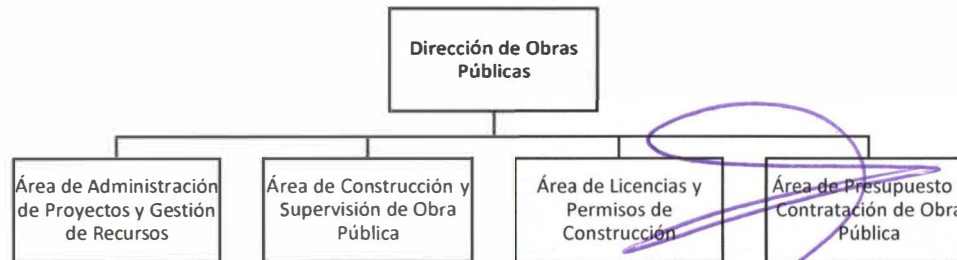 Dirección de Obras
Públicas
Área de Administración
de Proyectos y Gestión
de Recursos
Área de Construcción y
Supervisión de Obra
Pública
Área de Licencias y
Permisos de
Construcción
Área de Presupuesto
Contratación de Obra
Pública